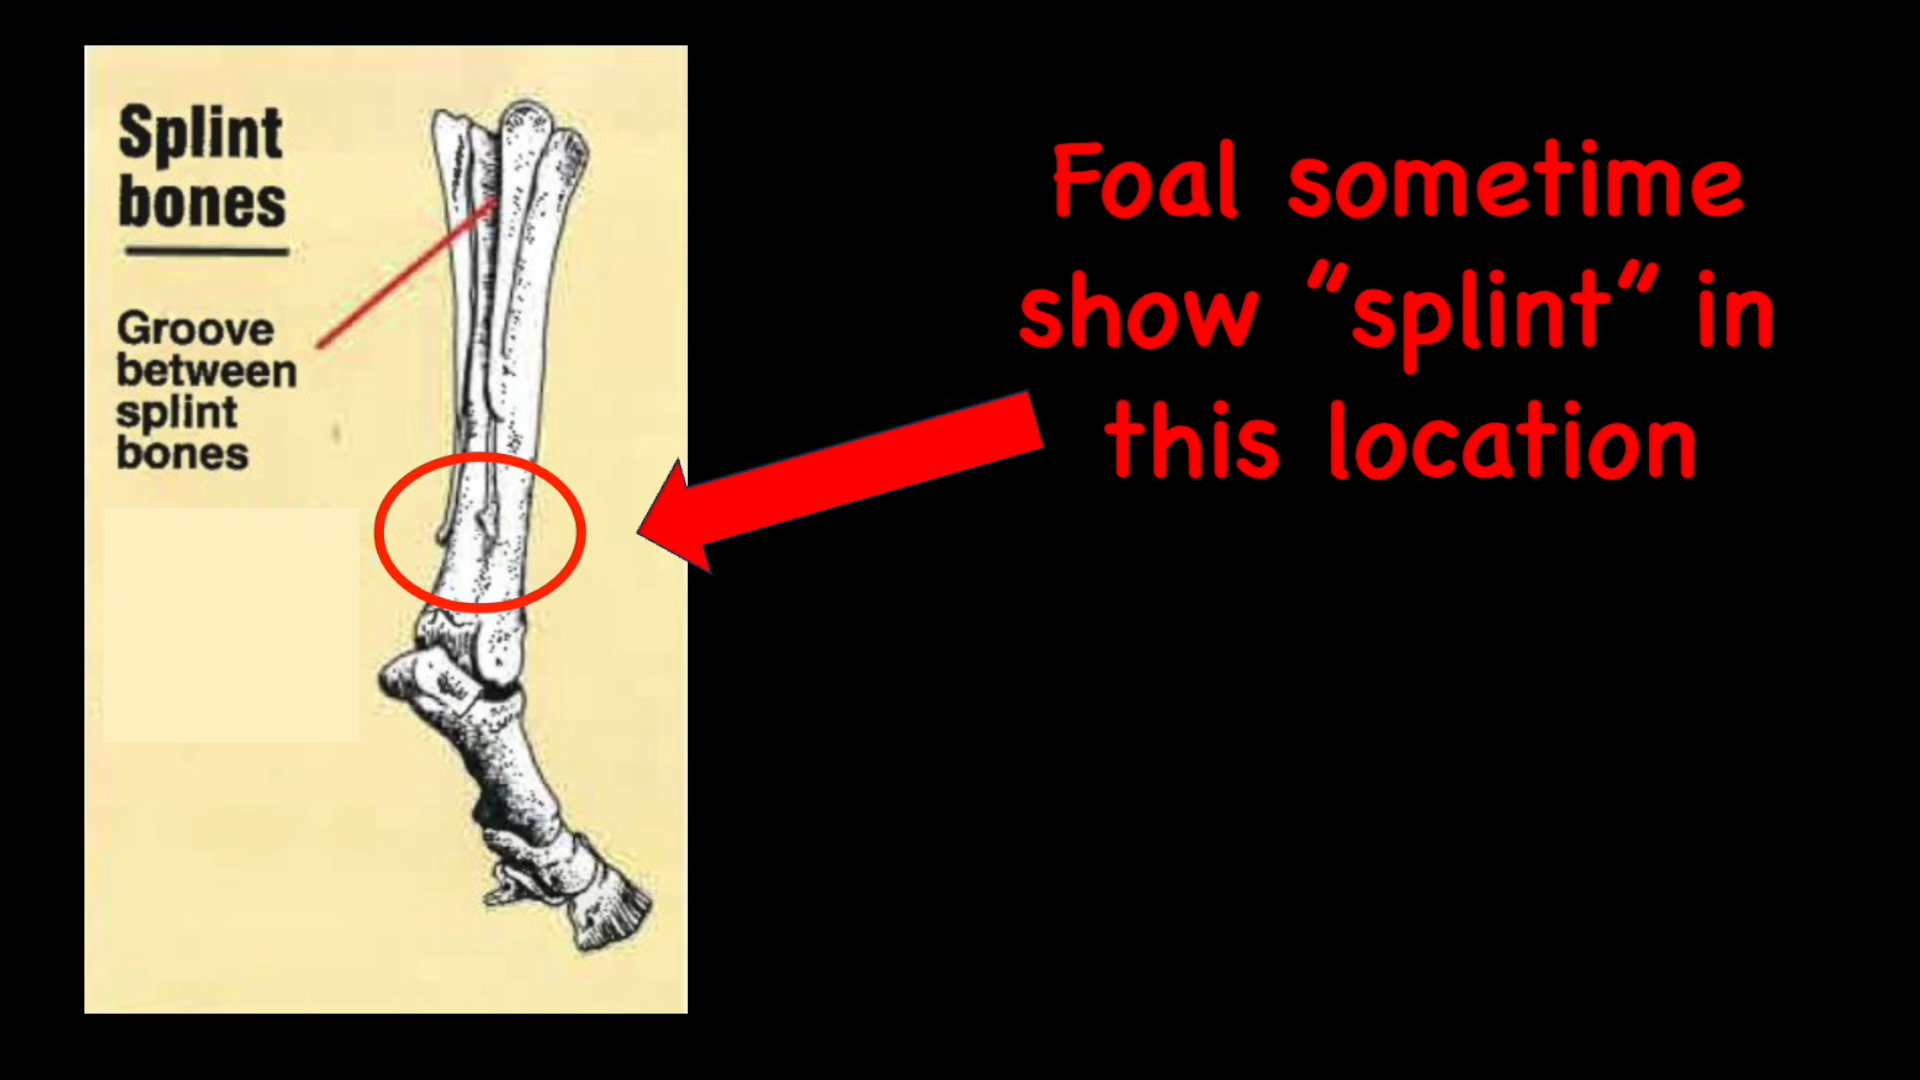 Splint
bones
Groove
between
splint
bones
Foal sometime
show "splint" in
this location